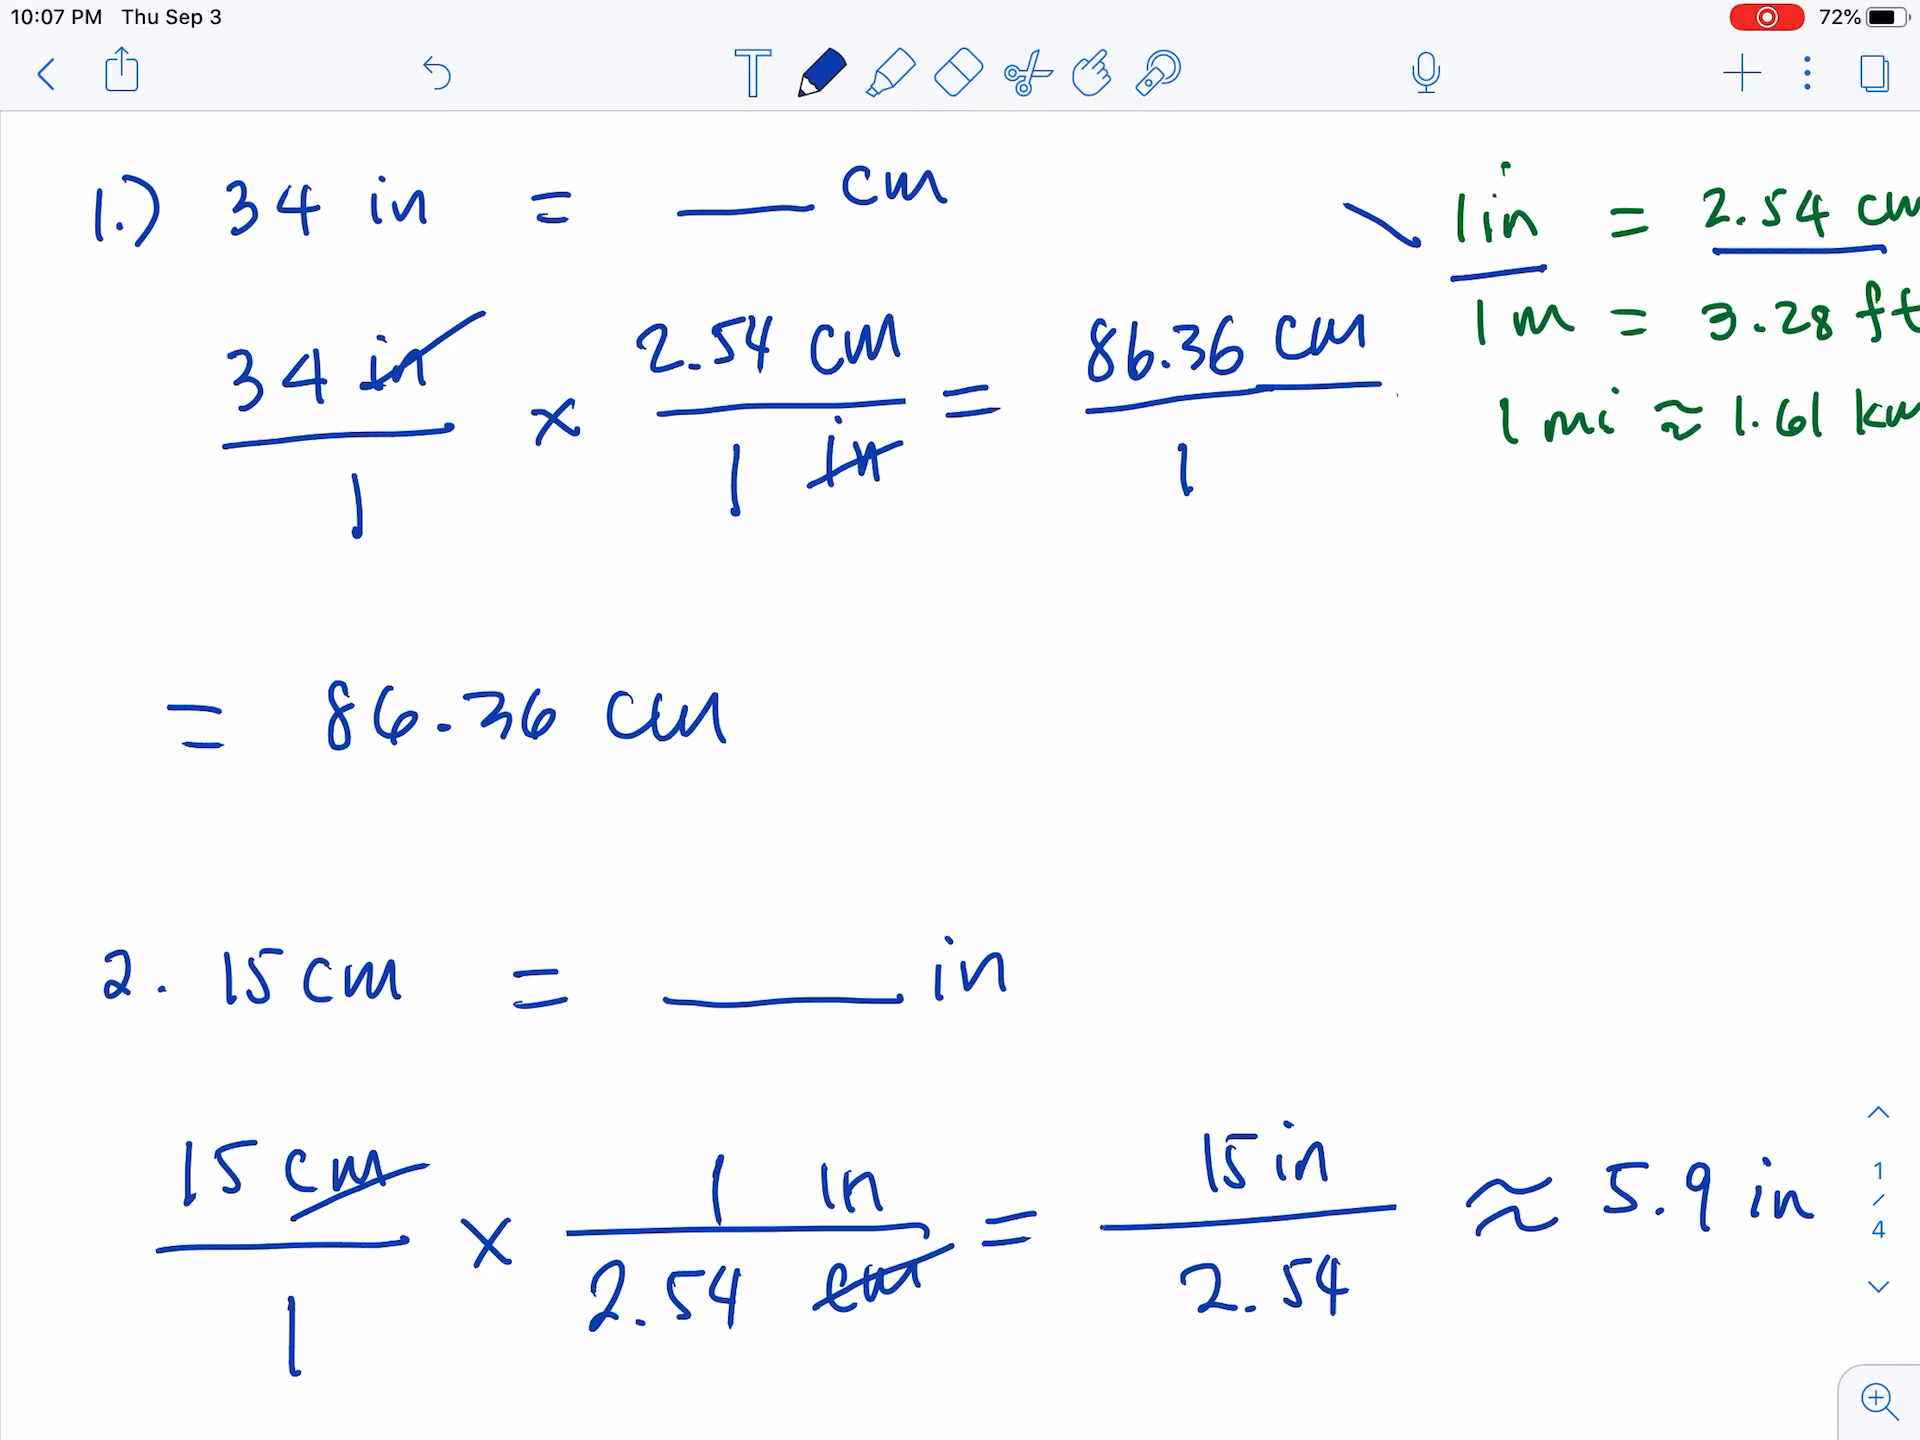 10:07 PM Thu Sep 3
72%
T
1.) 34 in = ___ cm
1 in = 2.54 cm
1 m = 3.28 ft
1 mi ≈ 1.61 km
34 in / 1 × 2.54 cm / 1 in = 86.36 cm / 1
= 86.36 cm
2. 15 cm = ___ in
15 cm / 1 × 1 in / 2.54 cm = 15 in / 2.54 ≈ 5.9 in
1 / 4